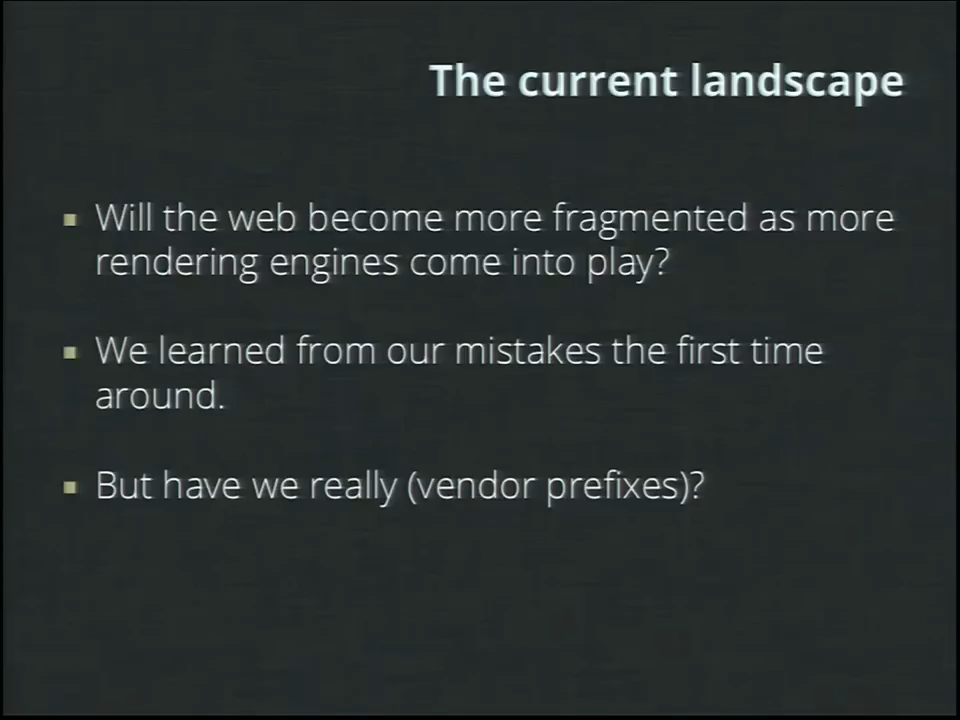 The current landscape
Will the web become more fragmented as more
rendering engines come into play?
We learned from our mistakes the first time
around.
But have we really (vendor prefixes)?